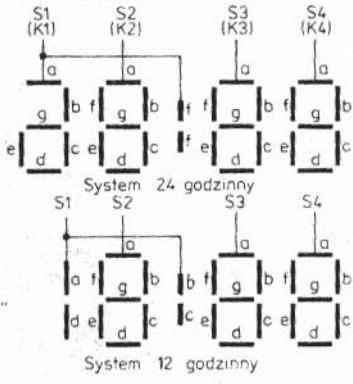 S1 S2 S3 S4
(K1) (K2) (K3) (K4)
a a a a
b f b f f b f b
g g g g
e c e c f e c e c
d d d d
System 24 godzinny
S1 S2 S3 S4
a a a
a f b b f b f b
g g g
d e c c e c e c
d d d
System 12 godzinny